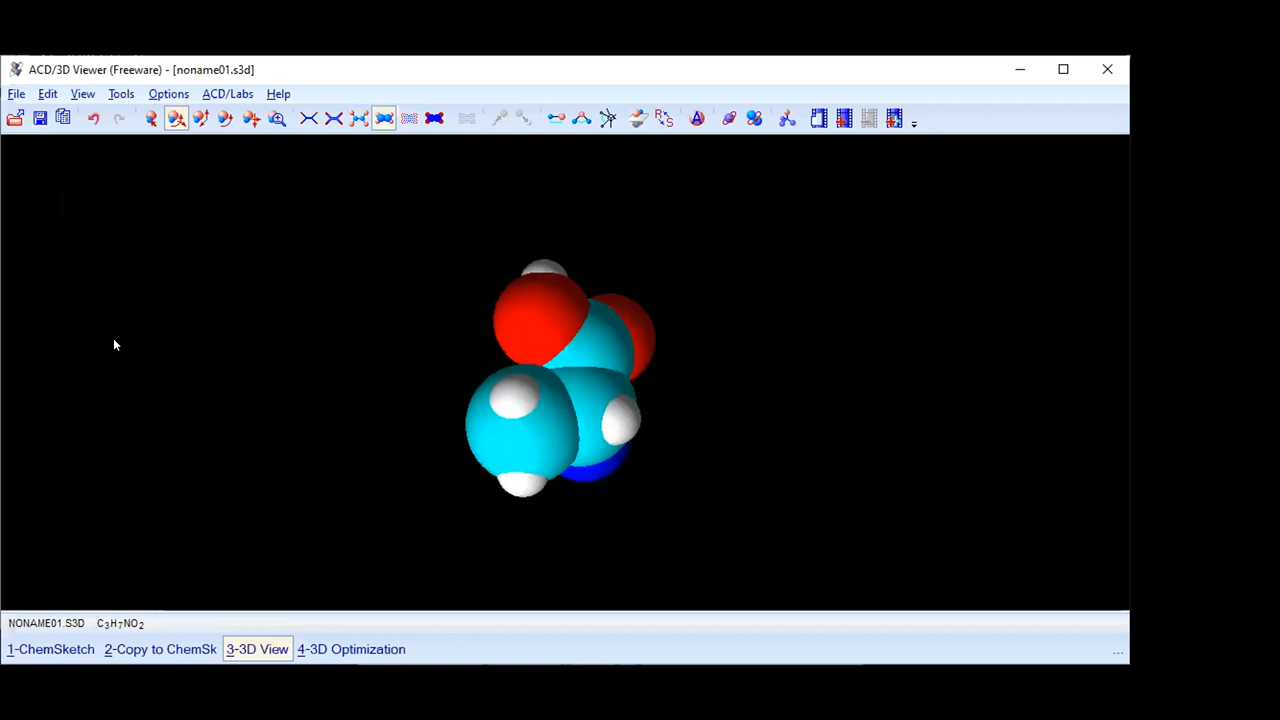 ACD/3D Viewer (Freeware) - [noname01.s3d]
File Edit View Tools Options ACD/Labs Help
R S A
NONAME01.S3D C3H7NO2
1-ChemSketch 2-Copy to ChemSk 3-3D View 4-3D Optimization ...